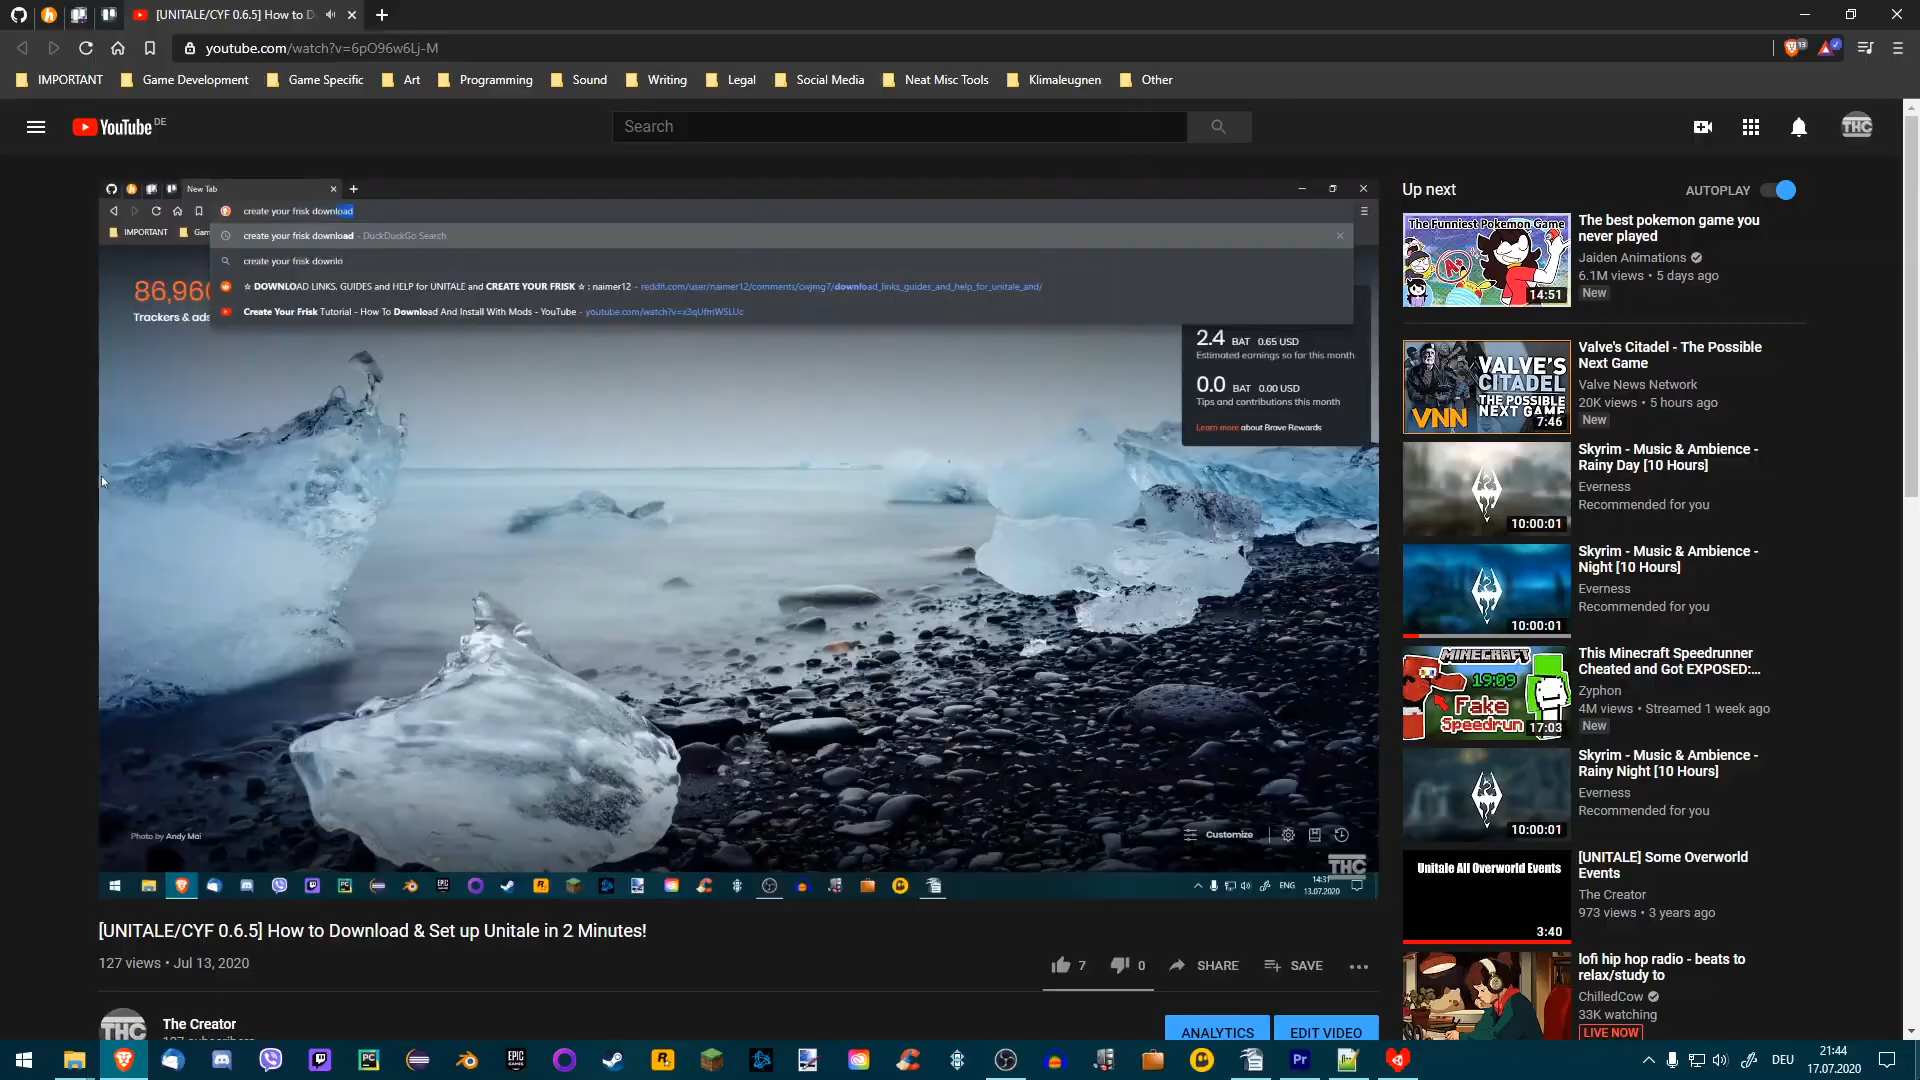 [UNITALE/CYF 0.6.5] How to D
youtube.com/watch?v=6pO96w6Lj-M
13
IMPORTANT
Game Development
Game Specific
Art
Programming
Sound
Writing
Legal
Social Media
Neat Misc Tools
Klimaleugnen
Other
YouTube DE
Search
THC
New Tab
create your frisk download
IMPORTANT
Gam
create your frisk download - DuckDuckGo Search
create your frisk downlo
☆ DOWNLOAD LINKS, GUIDES and HELP for UNITALE and CREATE YOUR FRISK ☆ : naimer12 - reddit.com/user/naimer12/comments/cwjmg7/download_links_guides_and_help_for_unitale_and/
Create Your Frisk Tutorial - How To Download And Install With Mods - YouTube - youtube.com/watch?v=x3qUfmWSLUc
86,960
Trackers & ads
2.4 BAT 0.65 USD
Estimated earnings so far this month
0.0 BAT 0.00 USD
Tips and contributions this month
Learn more about Brave Rewards
Photo by Andy Mai
Customize
THC
ENG
14:31
13.07.2020
[UNITALE/CYF 0.6.5] How to Download & Set up Unitale in 2 Minutes!
127 views • Jul 13, 2020
7
0
SHARE
SAVE
THC
The Creator
ANALYTICS
EDIT VIDEO
Up next
AUTOPLAY
The Funniest Pokemon Game
A+
14:51
The best pokemon game you
never played
Jaiden Animations
6.1M views • 5 days ago
New
VALVE'S
CITADEL
THE POSSIBLE
NEXT GAME
VNN
7:46
Valve's Citadel - The Possible
Next Game
Valve News Network
20K views • 5 hours ago
New
10:00:01
Skyrim - Music & Ambience -
Rainy Day [10 Hours]
Everness
Recommended for you
10:00:01
Skyrim - Music & Ambience -
Night [10 Hours]
Everness
Recommended for you
MINECRAFT
19:09
Fake
Speedrun
17:03
This Minecraft Speedrunner
Cheated and Got EXPOSED:...
Zyphon
4M views • Streamed 1 week ago
New
10:00:01
Skyrim - Music & Ambience -
Rainy Night [10 Hours]
Everness
Recommended for you
Unitale All Overworld Events
3:40
[UNITALE] Some Overworld
Events
The Creator
973 views • 3 years ago
lofi hip hop radio - beats to
relax/study to
ChilledCow
33K watching
LIVE NOW
PC
EPIC
GAMES
R
Pr
DEU
21:44
17.07.2020